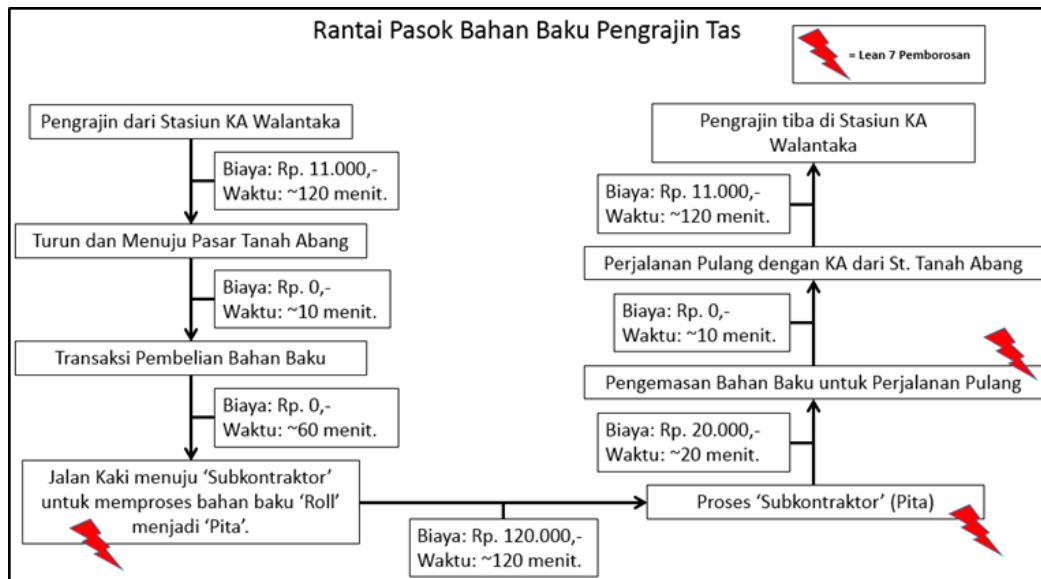 Rantai Pasok Bahan Baku Pengrajin Tas
= Lean 7 Pemborosan
Pengrajin dari Stasiun KA Walantaka
Biaya: Rp. 11.000,-
Waktu: ~120 menit.
Turun dan Menuju Pasar Tanah Abang
Biaya: Rp. 0,-
Waktu: ~10 menit.
Transaksi Pembelian Bahan Baku
Biaya: Rp. 0,-
Waktu: ~60 menit.
Jalan Kaki menuju ‘Subkontraktor’
untuk memproses bahan baku ‘Roll’
menjadi ‘Pita’.
Biaya: Rp. 120.000,-
Waktu: ~120 menit.
Proses ‘Subkontraktor’ (Pita)
Biaya: Rp. 20.000,-
Waktu: ~20 menit.
Pengemasan Bahan Baku untuk Perjalanan Pulang
Biaya: Rp. 0,-
Waktu: ~10 menit.
Perjalanan Pulang dengan KA dari St. Tanah Abang
Biaya: Rp. 11.000,-
Waktu: ~120 menit.
Pengrajin tiba di Stasiun KA
Walantaka